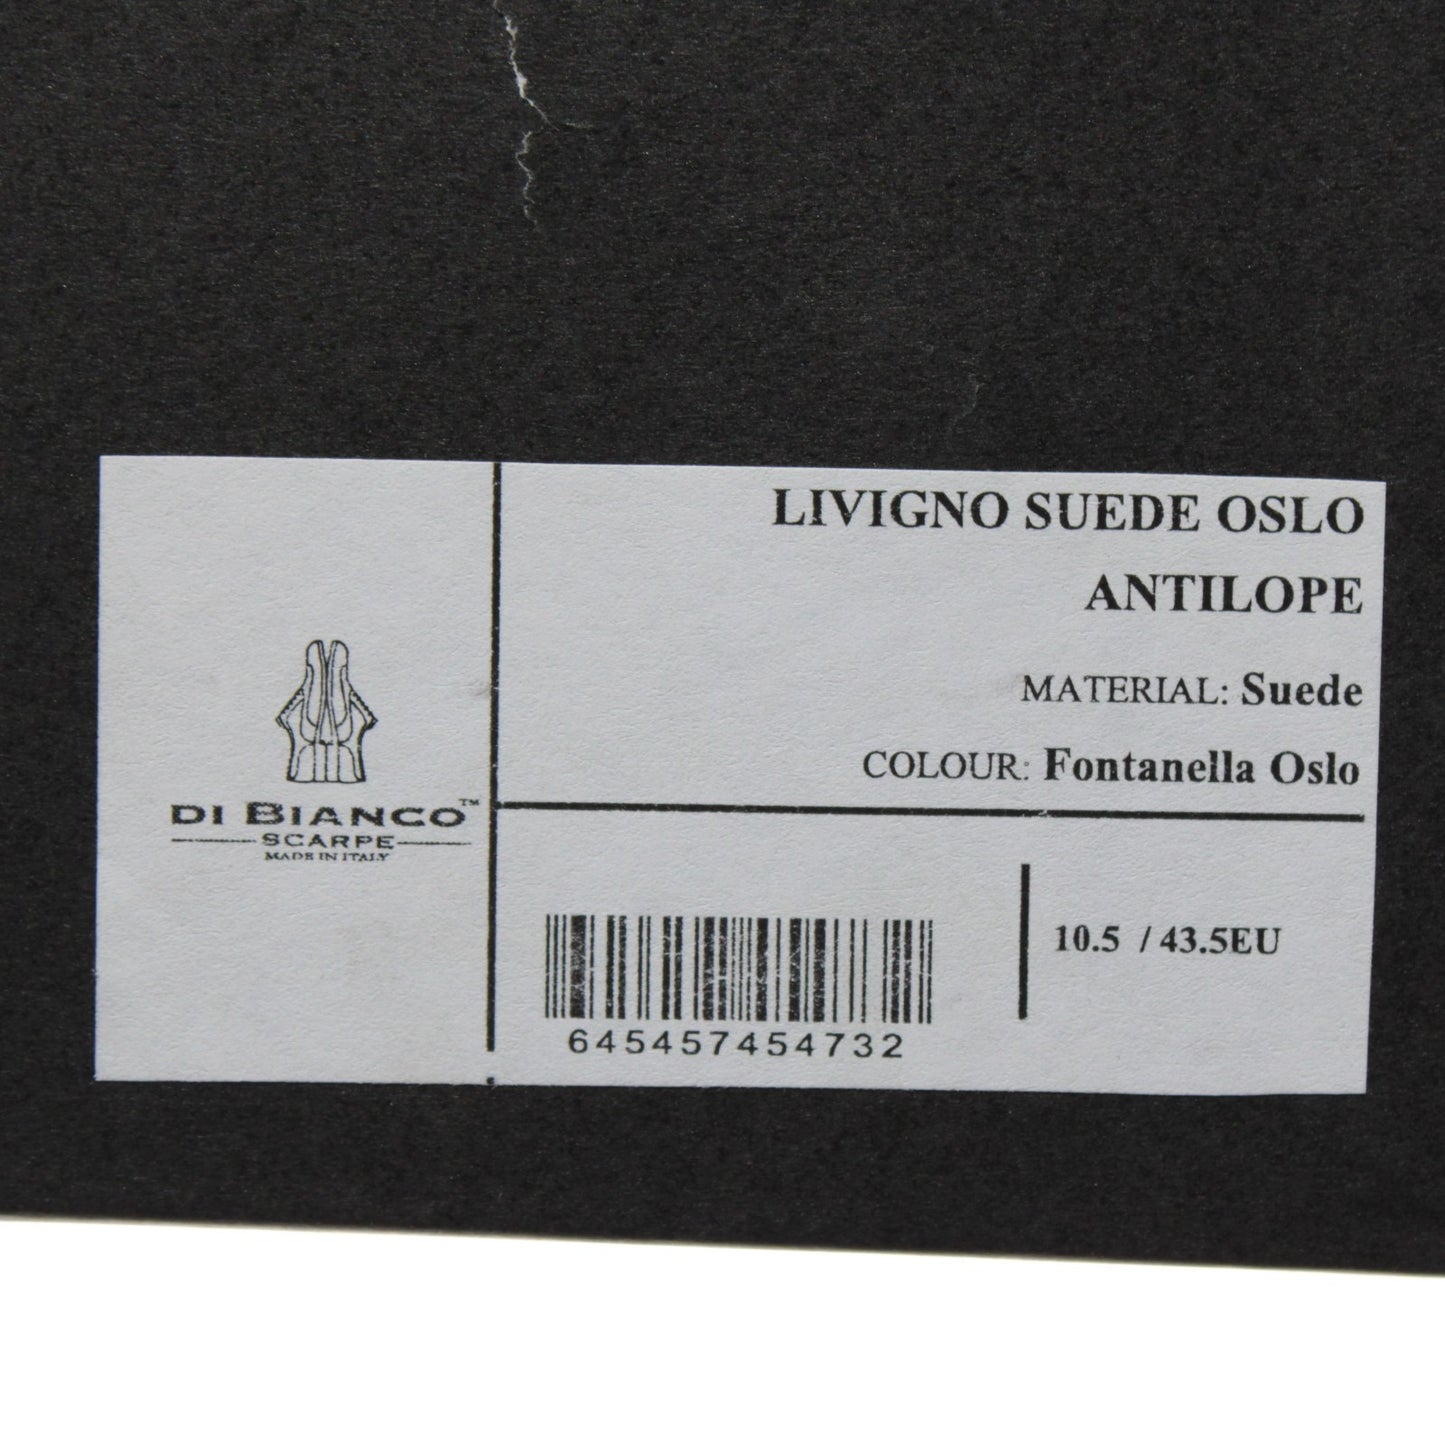 LIVIGNO SUEDE OSLO
ANTILOPE
MATERIAL: Suede
COLOUR: Fontanella Oslo
DI BIANCO™
SCARPE
MADE IN ITALY
10.5 / 43.5EU
645457454732